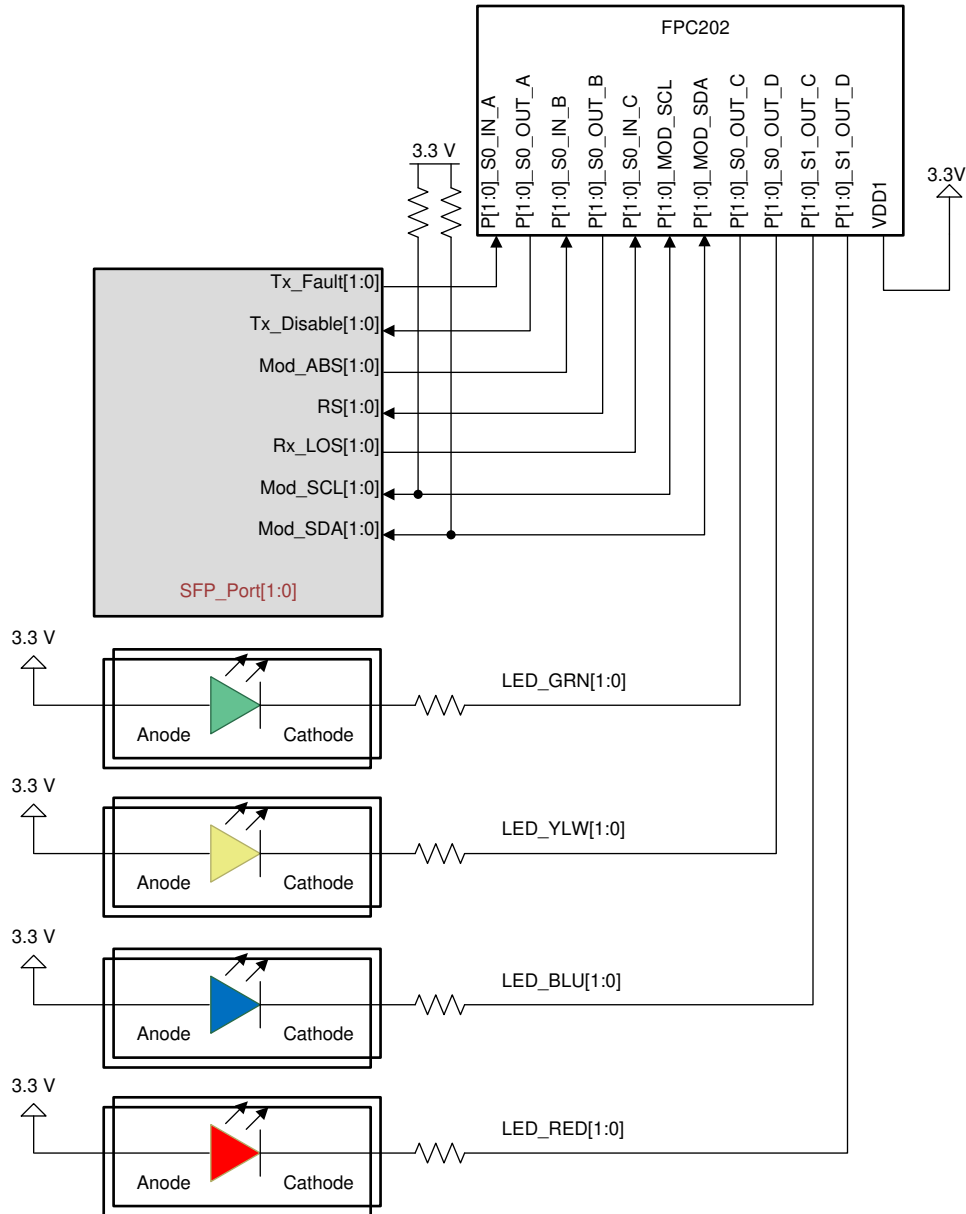 FPC202
P[1:0]_S0_IN_A
P[1:0]_S0_OUT_A
P[1:0]_S0_IN_B
P[1:0]_S0_OUT_B
P[1:0]_S0_IN_C
P[1:0]_MOD_SCL
P[1:0]_MOD_SDA
P[1:0]_S0_OUT_C
P[1:0]_S0_OUT_D
P[1:0]_S1_OUT_C
P[1:0]_S1_OUT_D
VDD1
3.3 V
3.3V
Tx_Fault[1:0]
Tx_Disable[1:0]
Mod_ABS[1:0]
RS[1:0]
Rx_LOS[1:0]
Mod_SCL[1:0]
Mod_SDA[1:0]
SFP_Port[1:0]
3.3 V
LED_GRN[1:0]
Anode Cathode
3.3 V
LED_YLW[1:0]
Anode Cathode
3.3 V
LED_BLU[1:0]
Anode Cathode
3.3 V
LED_RED[1:0]
Anode Cathode